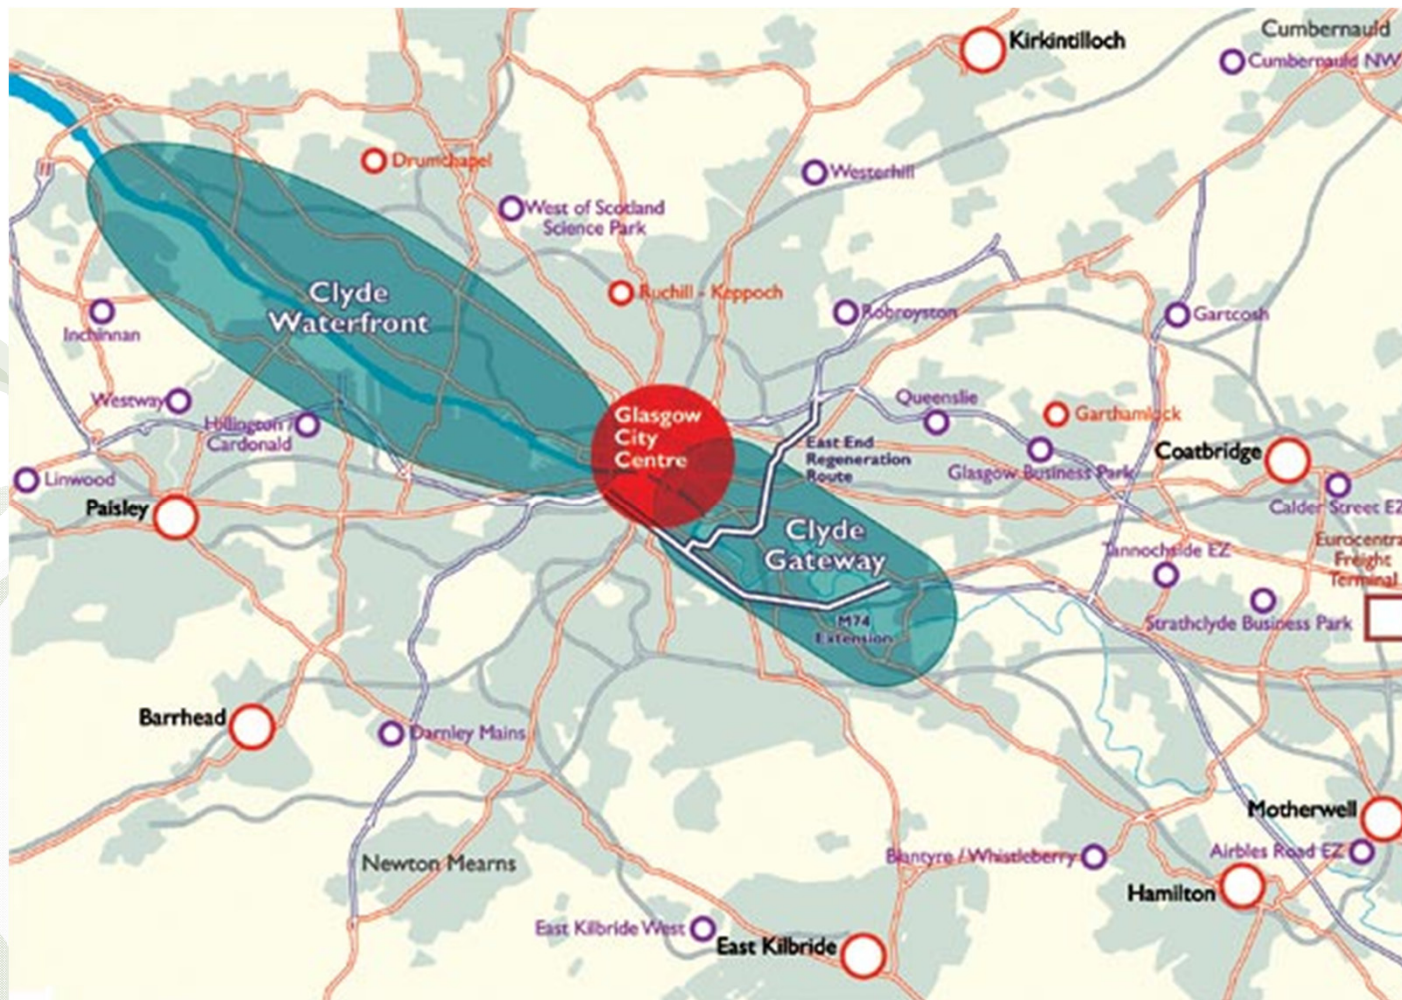 Cumbernauld
Kirkintilloch
Cumbernauld NW
Drumchapel
Westerhill
West of Scotland
Science Park
Ruchill - Keppoch
Clyde
Waterfront
Inchinnan
Robroyston
Gartcosh
Westway
Hillington /
Cardonald
Glasgow
City
Centre
Queenslie
Garthamlock
East End
Regeneration
Route
Coatbridge
Glasgow Business Park
Linwood
Paisley
Calder Street EZ
Clyde
Gateway
Eurocentra
Freight
Terminal
Tannochside EZ
M74
Extension
Strathclyde Business Park
Barrhead
Darnley Mains
Motherwell
Newton Mearns
Blantyre / Whistleberry
Airbles Road EZ
Hamilton
East Kilbride West
East Kilbride